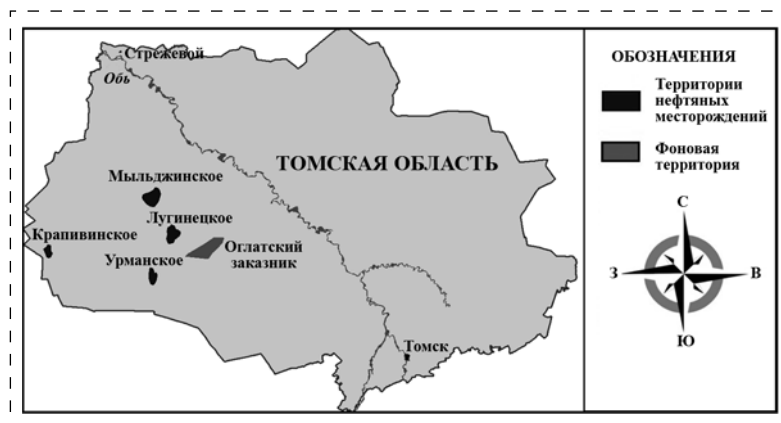 Стрежевой
Обь
ТОМСКАЯ ОБЛАСТЬ
Мыльджинское
Лугинецкое
Крапивинское
Оглатский
заказник
Урманское
Томск
ОБОЗНАЧЕНИЯ
Территории
нефтяных
месторождений
Фоновая
территория
С
З
В
Ю